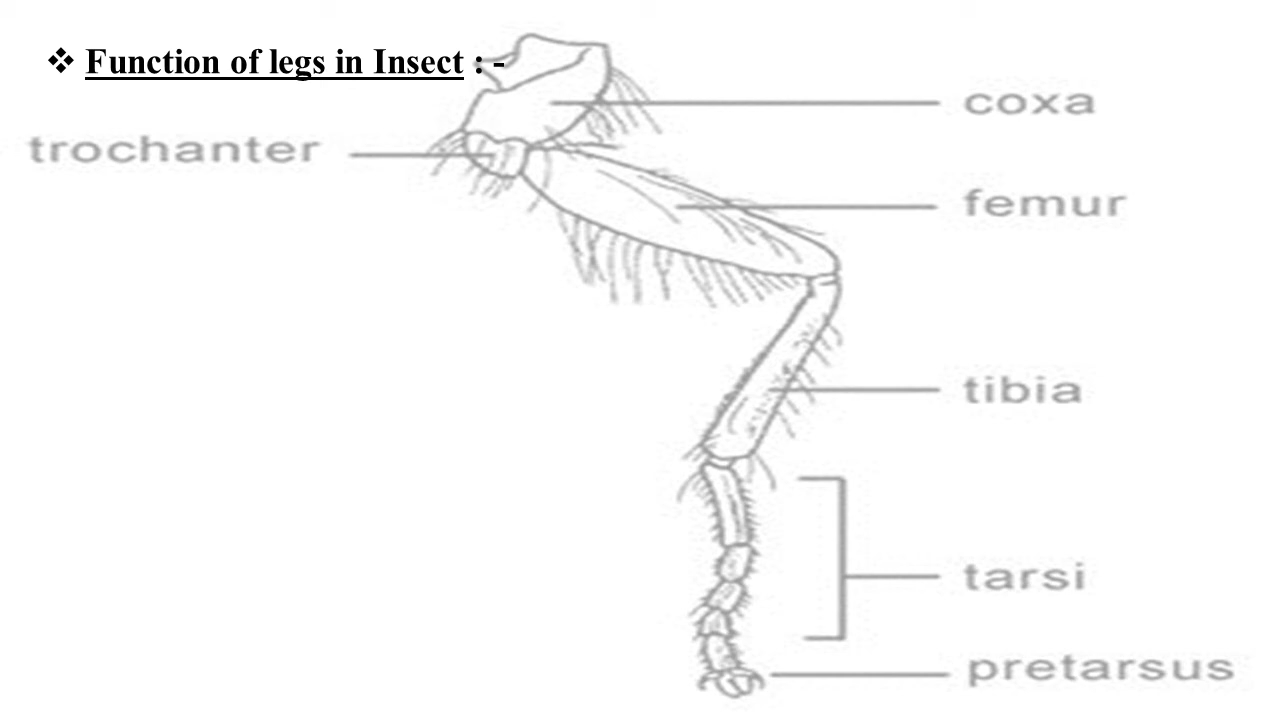 ❖ Function of legs in Insect : -
coxa
trochanter
femur
tibia
tarsi
pretarsus